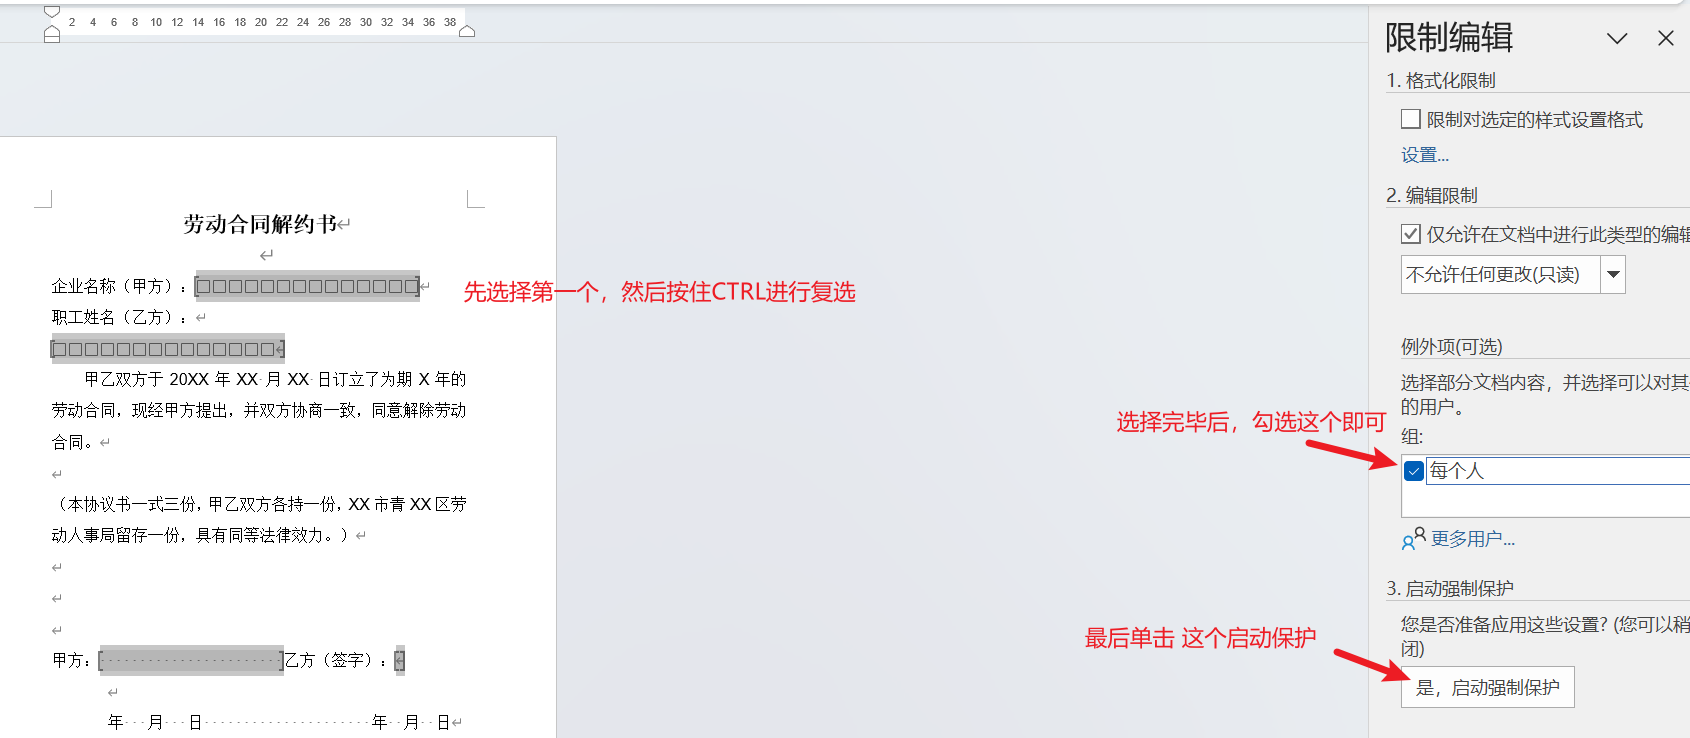 2 4 6 8 10 12 14 16 18 20 22 24 26 28 30 32 34 36 38
限制编辑
1. 格式化限制
限制对选定的样式设置格式
设置...
2. 编辑限制
仅允许在文档中进行此类型的编辑
不允许任何更改(只读)
例外项(可选)
选择部分文档内容，并选择可以对其
的用户。
组:
每个人
更多用户...
3. 启动强制保护
您是否准备应用这些设置? (您可以稍
闭)
是，启动强制保护
劳动合同解约书
企业名称（甲方）：
职工姓名（乙方）：
甲乙双方于 20XX 年 XX 月 XX 日订立了为期 X 年的
劳动合同，现经甲方提出，并双方协商一致，同意解除劳动
合同。
（本协议书一式三份，甲乙双方各持一份，XX 市青 XX 区劳
动人事局留存一份，具有同等法律效力。）
甲方： 乙方（签字）：
年 月 日 年 月 日
先选择第一个，然后按住CTRL进行复选
选择完毕后，勾选这个即可
最后单击 这个启动保护